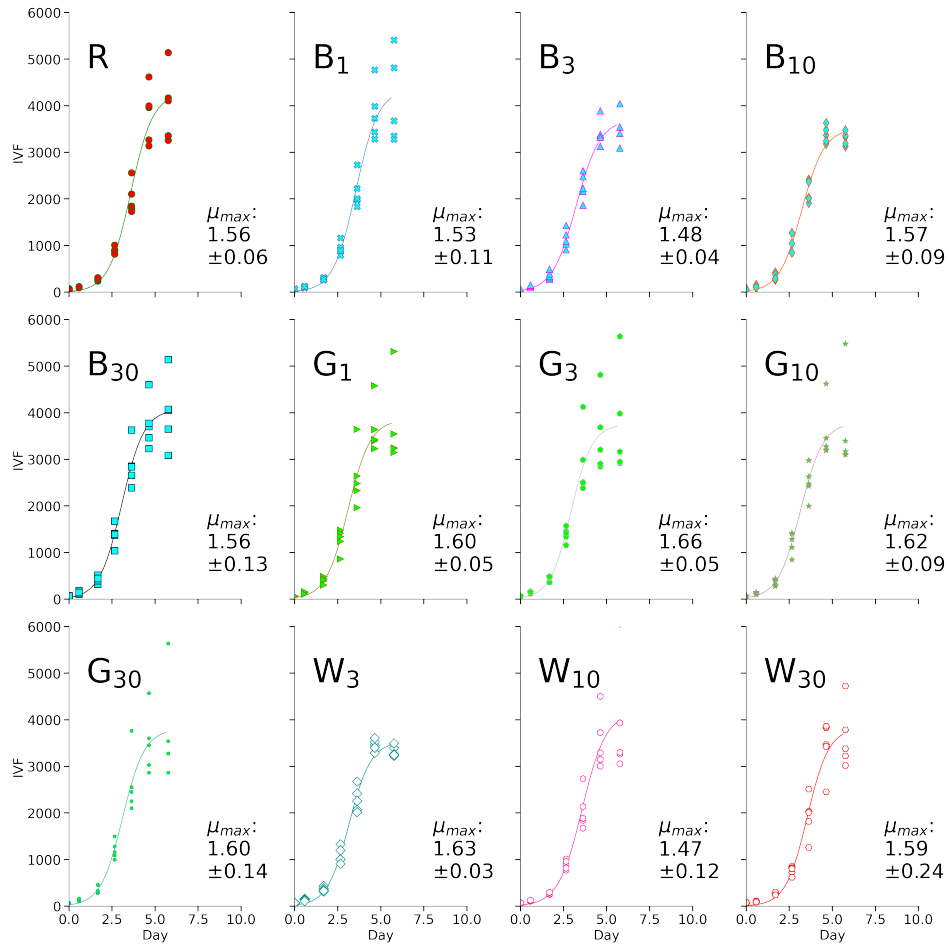 6000
5000
4000
3000
2000
1000
0
IVF
R
μmax:
1.56
±0.06
B1
μmax:
1.53
±0.11
B3
μmax:
1.48
±0.04
B10
μmax:
1.57
±0.09
6000
5000
4000
3000
2000
1000
0
IVF
B30
μmax:
1.56
±0.13
G1
μmax:
1.60
±0.05
G3
μmax:
1.66
±0.05
G10
μmax:
1.62
±0.09
6000
5000
4000
3000
2000
1000
0
IVF
G30
μmax:
1.60
±0.14
W3
μmax:
1.63
±0.03
W10
μmax:
1.47
±0.12
W30
μmax:
1.59
±0.24
0.0 2.5 5.0 7.5 10.0
Day
0.0 2.5 5.0 7.5 10.0
Day
0.0 2.5 5.0 7.5 10.0
Day
0.0 2.5 5.0 7.5 10.0
Day